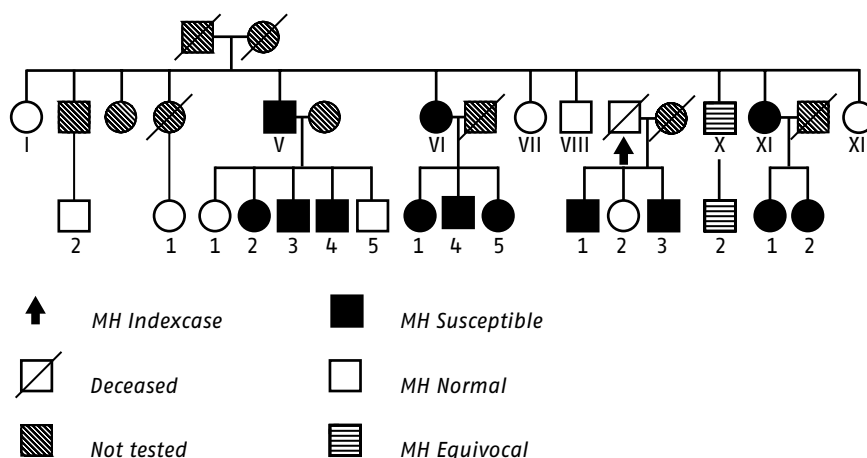 I V VI VII VIII X XI XI
2 1 1 2 3 4 5 1 4 5 1 2 3 2 1 2
MH Indexcase MH Susceptible
Deceased MH Normal
Not tested MH Equivocal